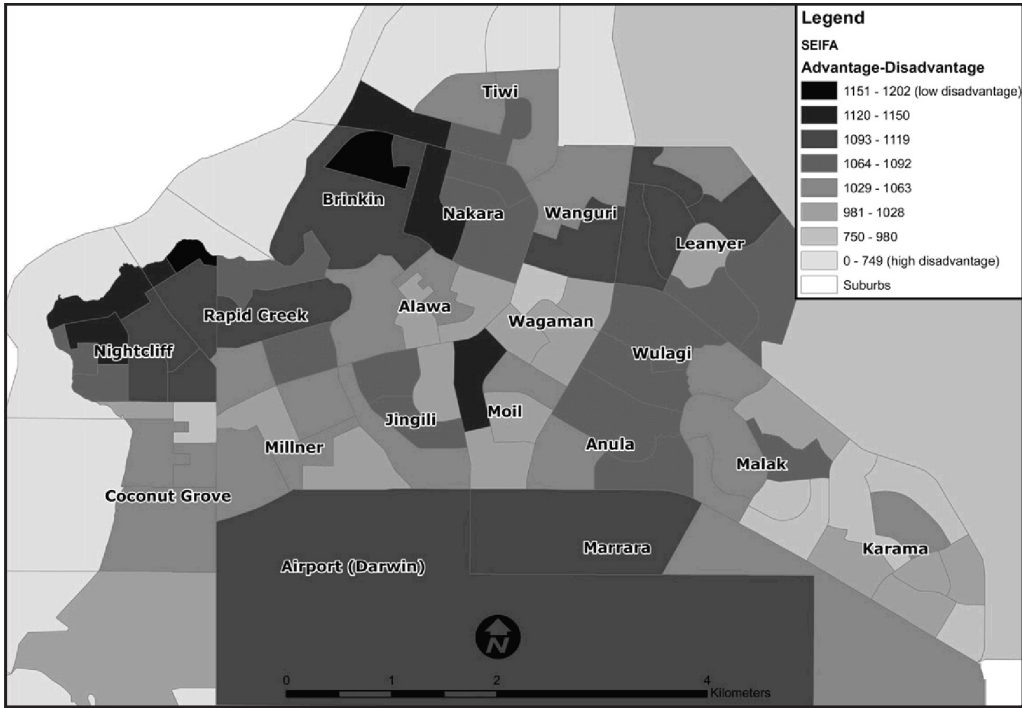 Legend
SEIFA
Advantage-Disadvantage
1151 - 1202 (low disadvantage)
1120 - 1150
1093 - 1119
1064 - 1092
1029 - 1063
981 - 1028
750 - 980
0 - 749 (high disadvantage)
Suburbs
Tiwi
Brinkin
Nakara
Wanguri
Leanyer
Rapid Creek
Alawa
Wagaman
Nightcliff
Wulagi
Jingili
Moil
Millner
Anula
Malak
Coconut Grove
Karama
Marrara
Airport (Darwin)
N
0 1 2 4
Kilometers